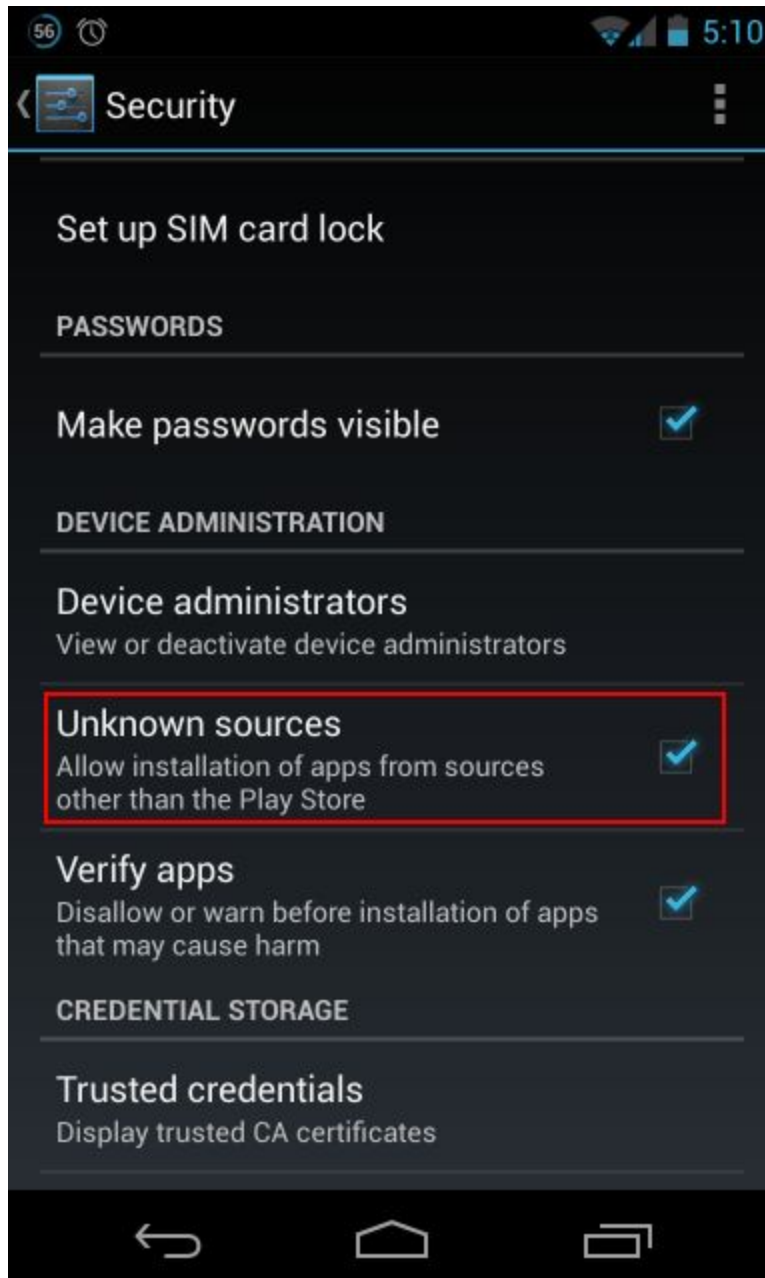 56 5:10
Security
Set up SIM card lock
PASSWORDS
Make passwords visible
DEVICE ADMINISTRATION
Device administrators
View or deactivate device administrators
Unknown sources
Allow installation of apps from sources
other than the Play Store
Verify apps
Disallow or warn before installation of apps
that may cause harm
CREDENTIAL STORAGE
Trusted credentials
Display trusted CA certificates